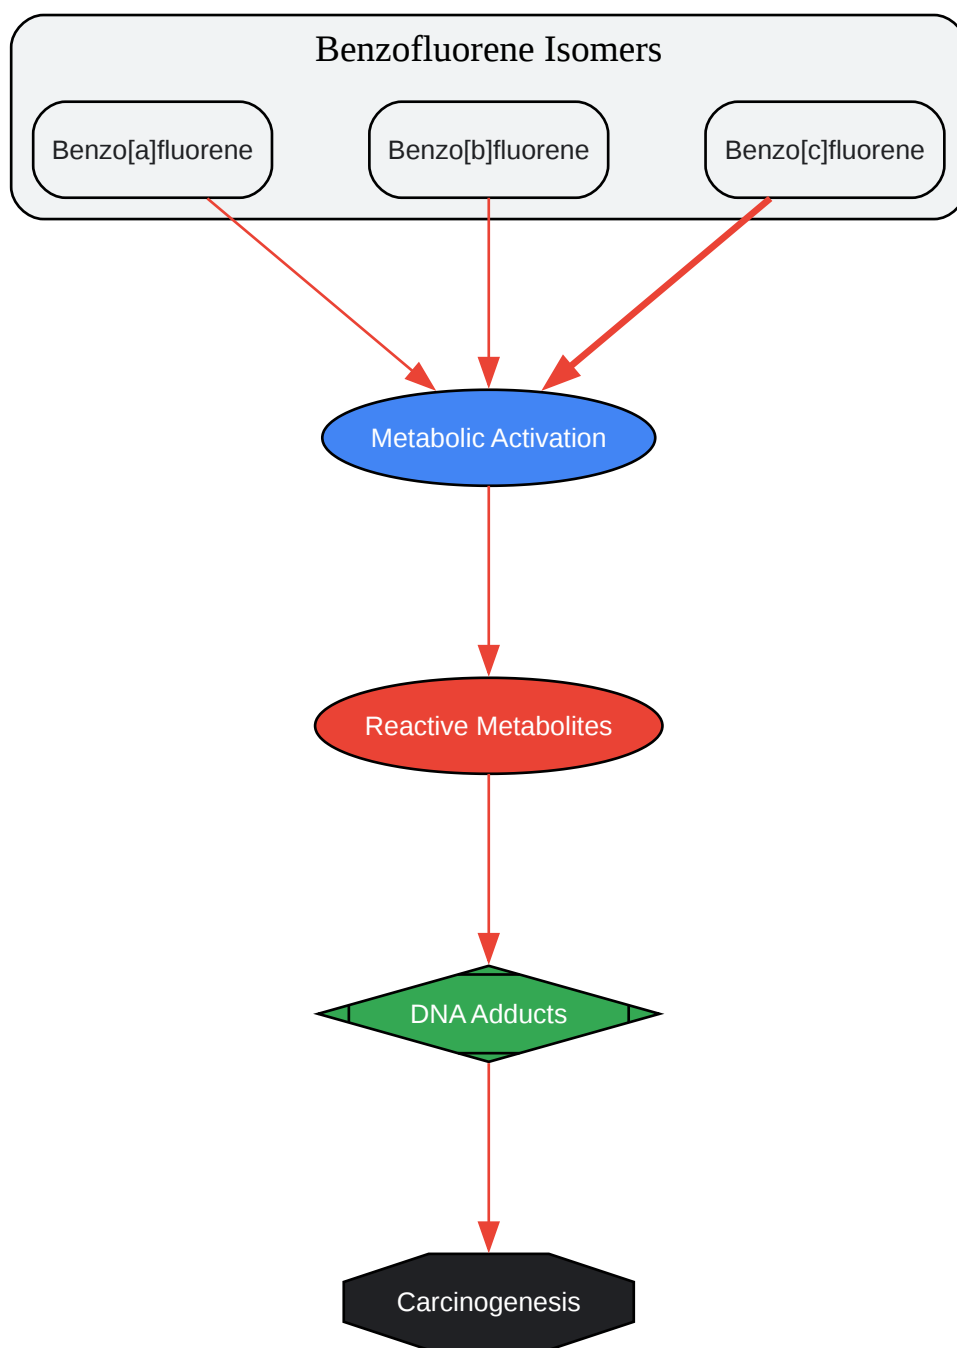 Benzofluorene Isomers
Benzo[a]fluorene
Benzo[b]fluorene
Benzo[c]fluorene
Metabolic Activation
Reactive Metabolites
DNA Adducts
Carcinogenesis